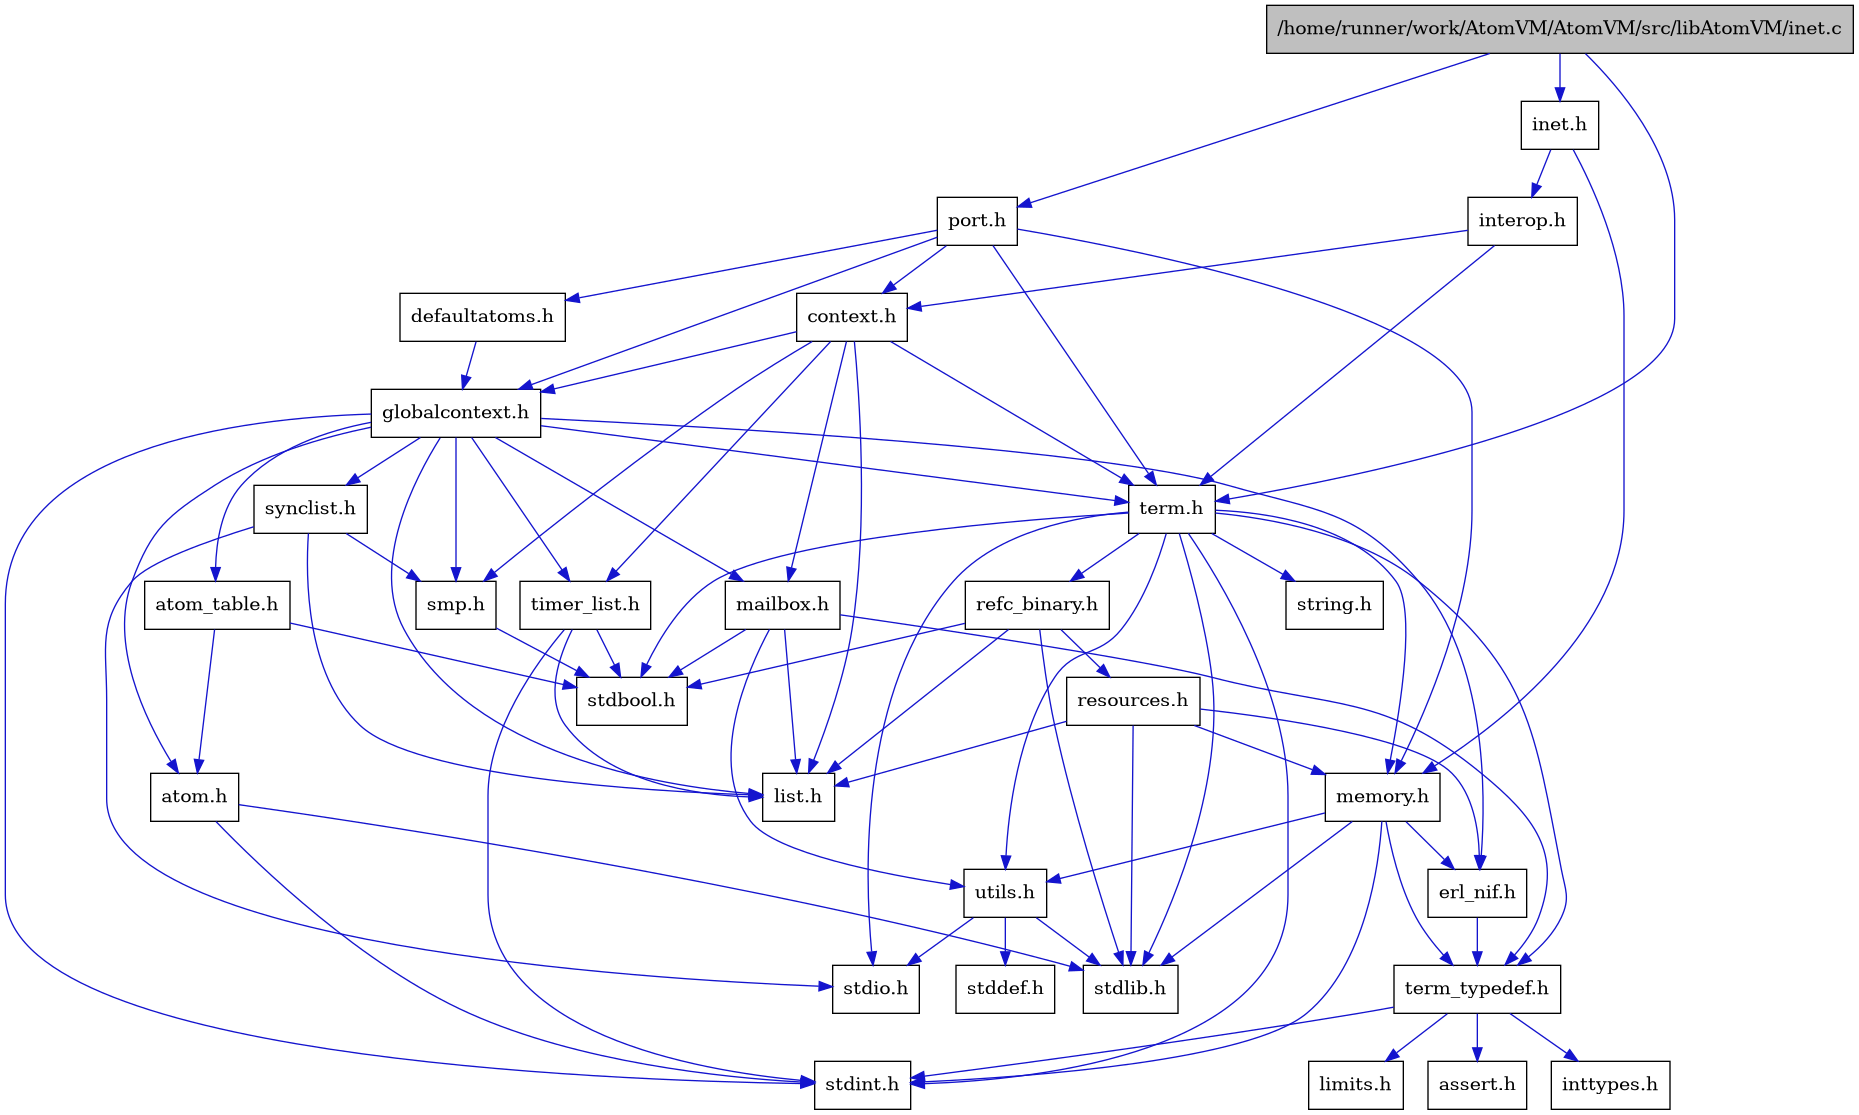 /home/runner/work/AtomVM/AtomVM/src/libAtomVM/inet.c
inet.h
port.h
interop.h
defaultatoms.h
context.h
globalcontext.h
synclist.h
term.h
atom_table.h
smp.h
timer_list.h
mailbox.h
refc_binary.h
string.h
stdbool.h
resources.h
atom.h
list.h
memory.h
utils.h
erl_nif.h
stdio.h
stddef.h
stdlib.h
term_typedef.h
stdint.h
limits.h
assert.h
inttypes.h